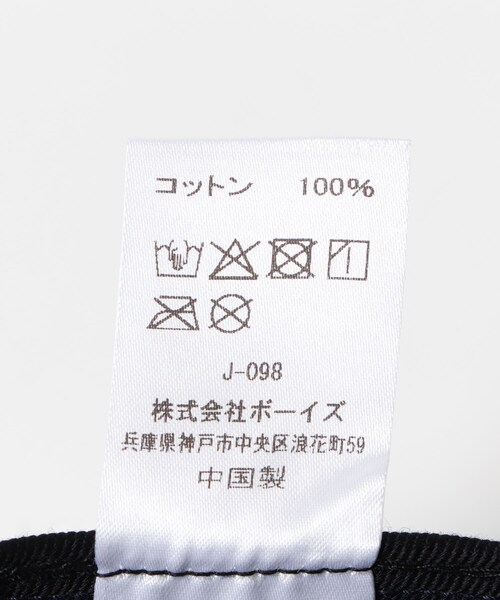 コットン 100%
J-098
株式会社ボーイズ
兵庫県神戸市中央区浪花町59
中国製